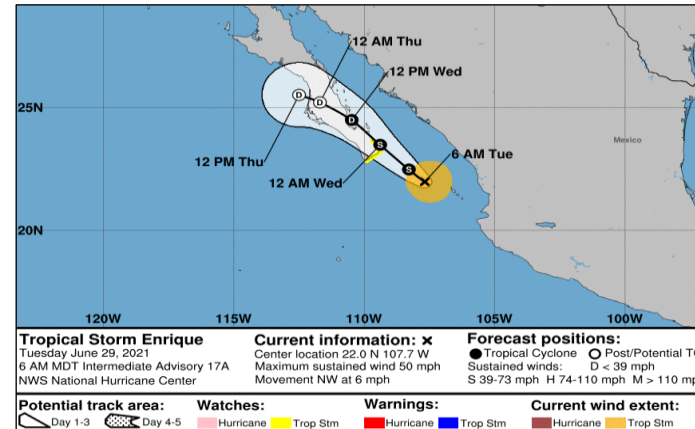 12 AM Thu
12 PM Wed
25N
D
D
D
Mexico
12 PM Thu
S
6 AM Tue
12 AM Wed
S
20N
120W 115W 110W 105W 100W
Tropical Storm Enrique
Tuesday June 29, 2021
6 AM MDT Intermediate Advisory 17A
NWS National Hurricane Center
Current information: ×
Center location 22.0 N 107.7 W
Maximum sustained wind 50 mph
Movement NW at 6 mph
Forecast positions:
Tropical Cyclone Post/Potential TC
Sustained winds: D < 39 mph
S 39-73 mph H 74-110 mph M > 110 mph
Potential track area:
Day 1-3 Day 4-5
Watches:
Hurricane Trop Stm
Warnings:
Hurricane Trop Stm
Current wind extent:
Hurricane Trop Stm